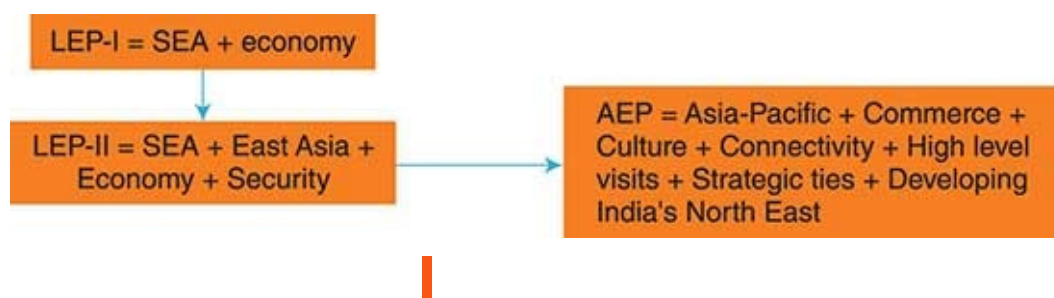 LEP-I = SEA + economy
LEP-II = SEA + East Asia +
Economy + Security
AEP = Asia-Pacific + Commerce +
Culture + Connectivity + High level
visits + Strategic ties + Developing
India's North East